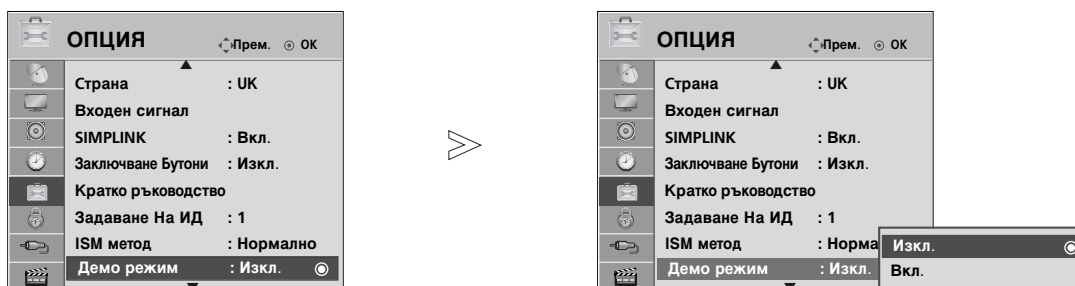 ОПЦИЯ Прем. OK
Страна : UK
Входен сигнал
SIMPLINK : Вкл.
Заключване Бутони : Изкл.
Кратко ръководство
Задаване На ИД : 1
ISM метод : Нормално
Демо режим : Изкл.
ОПЦИЯ Прем. OK
Страна : UK
Входен сигнал
SIMPLINK : Вкл.
Заключване Бутони : Изкл.
Кратко ръководство
Задаване На ИД : 1
ISM метод : Норма
Демо режим : Изкл.
Изкл.
Вкл.